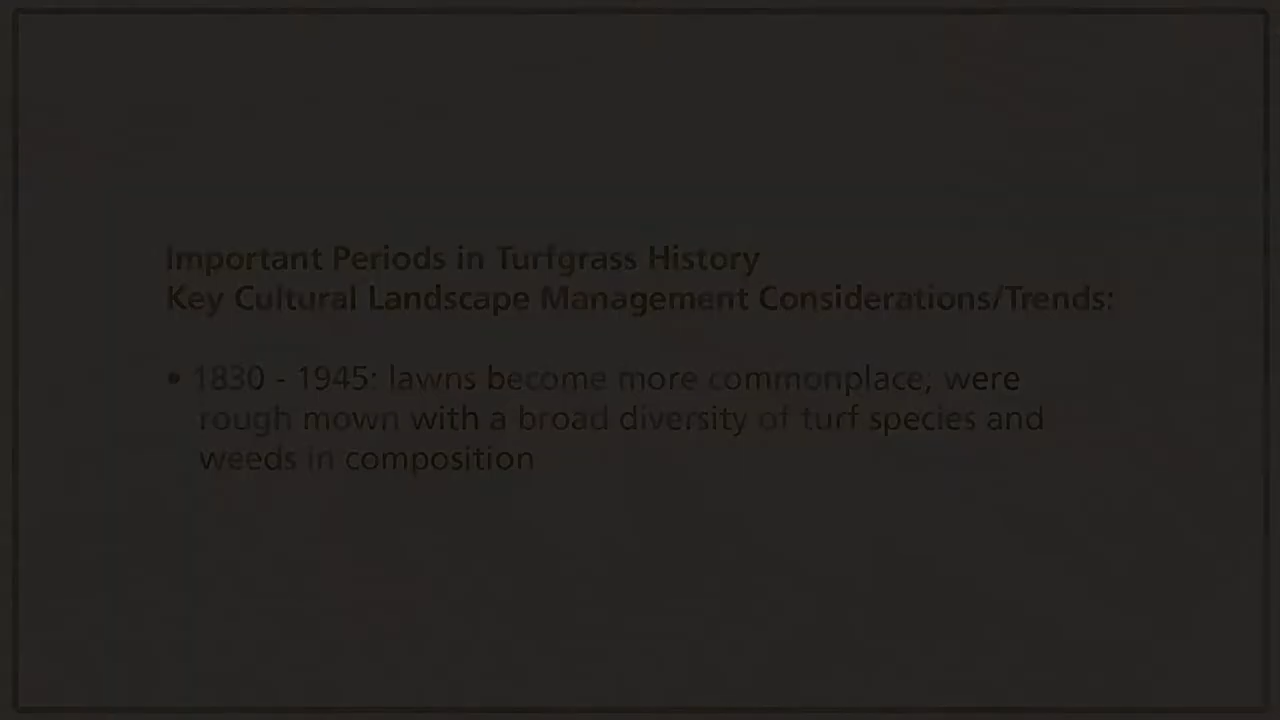 Important Periods in Turfgrass History
Key Cultural Landscape Management Considerations/Trends:
• 1830 - 1945: lawns become more commonplace, were
rough mown with a broad diversity of turf species and
weeds in composition